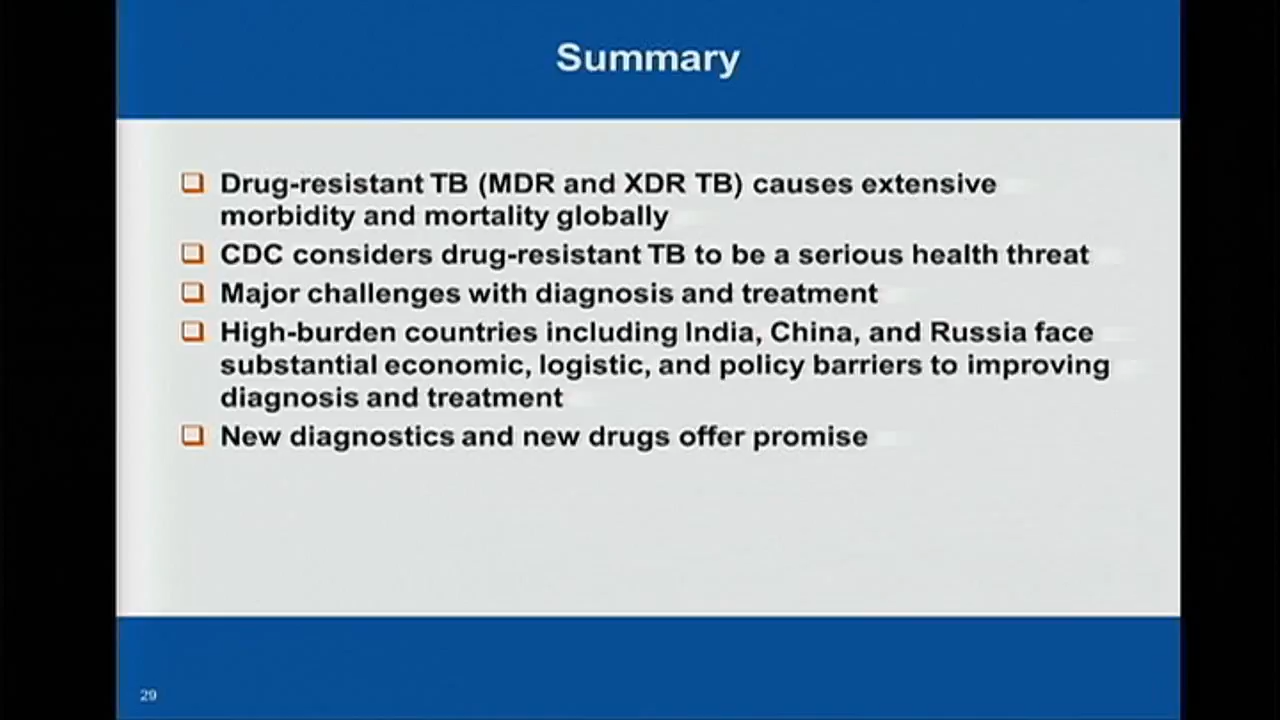 Summary
Drug-resistant TB (MDR and XDR TB) causes extensive
morbidity and mortality globally
CDC considers drug-resistant TB to be a serious health threat
Major challenges with diagnosis and treatment
High-burden countries including India, China, and Russia face
substantial economic, logistic, and policy barriers to improving
diagnosis and treatment
New diagnostics and new drugs offer promise
29